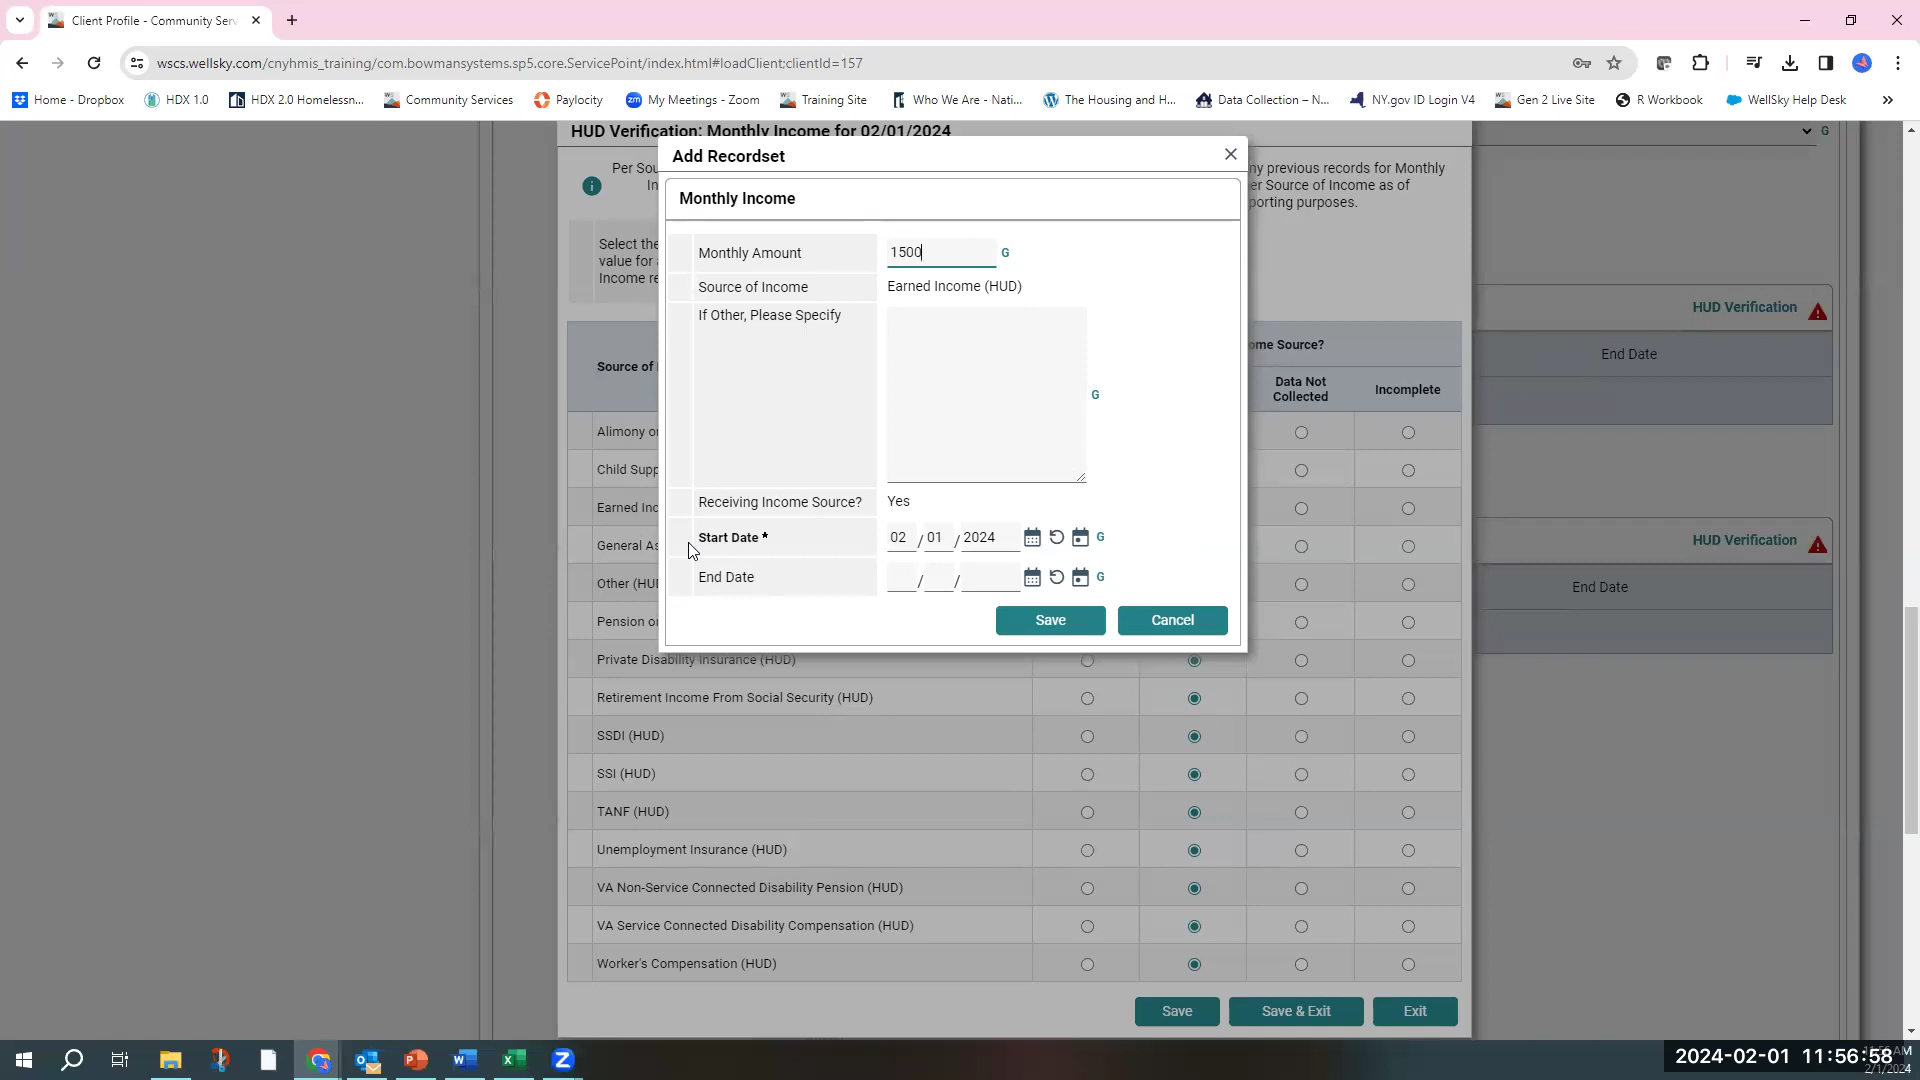 Client Profile - Community Serv
wscs.wellsky.com/cnyhmis_training/com.bowmansystems.sp5.core.ServicePoint/index.html#loadClient;clientId=157
Home - Dropbox
HDX 1.0
HDX 2.0 Homelessn...
Community Services
Paylocity
My Meetings - Zoom
Training Site
Who We Are - Nati...
The Housing and H...
Data Collection – N...
NY.gov ID Login V4
Gen 2 Live Site
R Workbook
WellSky Help Desk
»
HUD Verification: Monthly Income for 02/01/2024
G
Per Sou
ny previous records for Monthly
In
er Source of Income as of
porting purposes.
Select the
value for
Income re
Add Recordset
Monthly Income
Monthly Amount 1500 G
Source of Income Earned Income (HUD)
If Other, Please Specify
G
Receiving Income Source? Yes
Start Date * 02 / 01 / 2024 G
End Date / / G
Save Cancel
HUD Verification
End Date
HUD Verification
End Date
Source of
ome Source?
Data Not
Collected
Incomplete
Alimony o
Child Supp
Earned Inc
General As
Other (HU
Pension o
Private Disability Insurance (HUD)
Retirement Income From Social Security (HUD)
SSDI (HUD)
SSI (HUD)
TANF (HUD)
Unemployment Insurance (HUD)
VA Non-Service Connected Disability Pension (HUD)
VA Service Connected Disability Compensation (HUD)
Worker's Compensation (HUD)
Save Save & Exit Exit
2024-02-01 11:56:58
2/1/2024